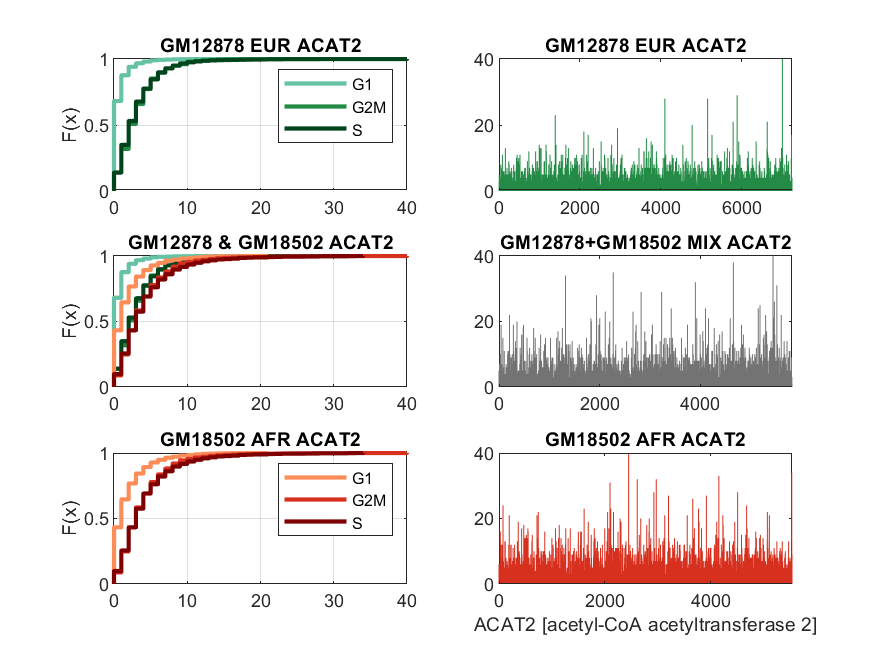 GM12878 EUR ACAT2
1
0.5
0
F(x)
0 10 20 30 40
G1
G2M
S
GM12878 EUR ACAT2
40
20
0
0 2000 4000 6000
GM12878 & GM18502 ACAT2
1
0.5
0
F(x)
0 10 20 30 40
GM12878+GM18502 MIX ACAT2
40
20
0
0 2000 4000
GM18502 AFR ACAT2
1
0.5
0
F(x)
0 10 20 30 40
G1
G2M
S
GM18502 AFR ACAT2
40
20
0
0 2000 4000
ACAT2 [acetyl-CoA acetyltransferase 2]